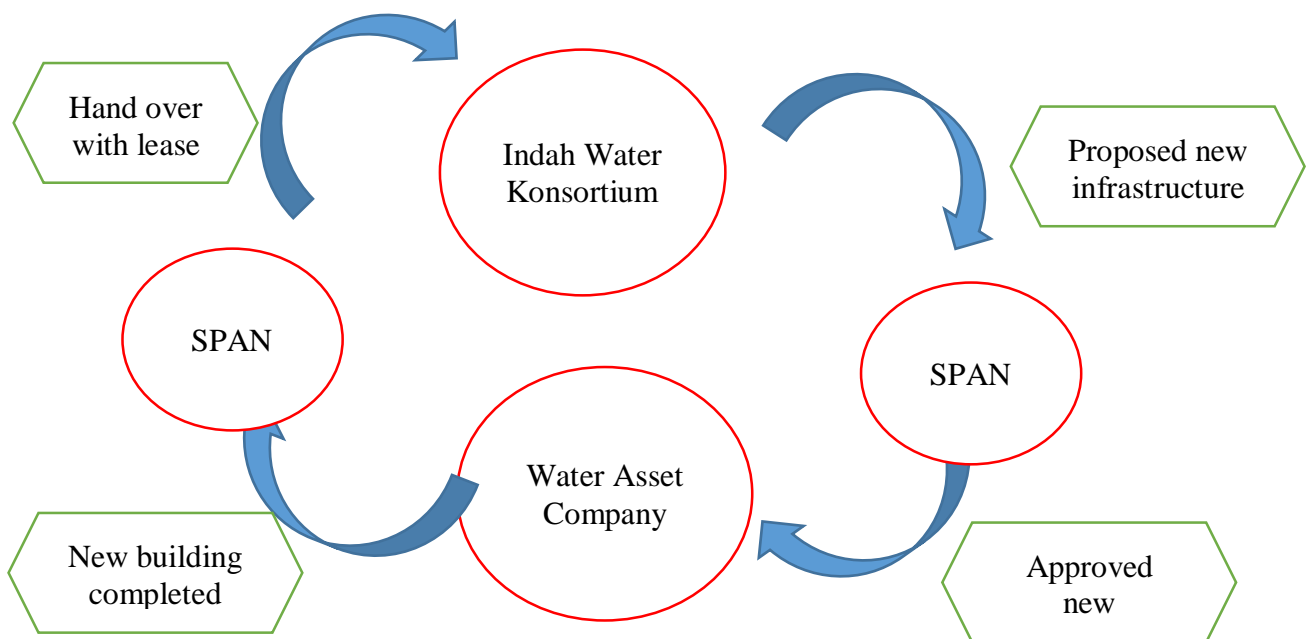 Hand over
with lease
Indah Water
Konsortium
Proposed new
infrastructure
SPAN
SPAN
Water Asset
Company
New building
completed
Approved
new